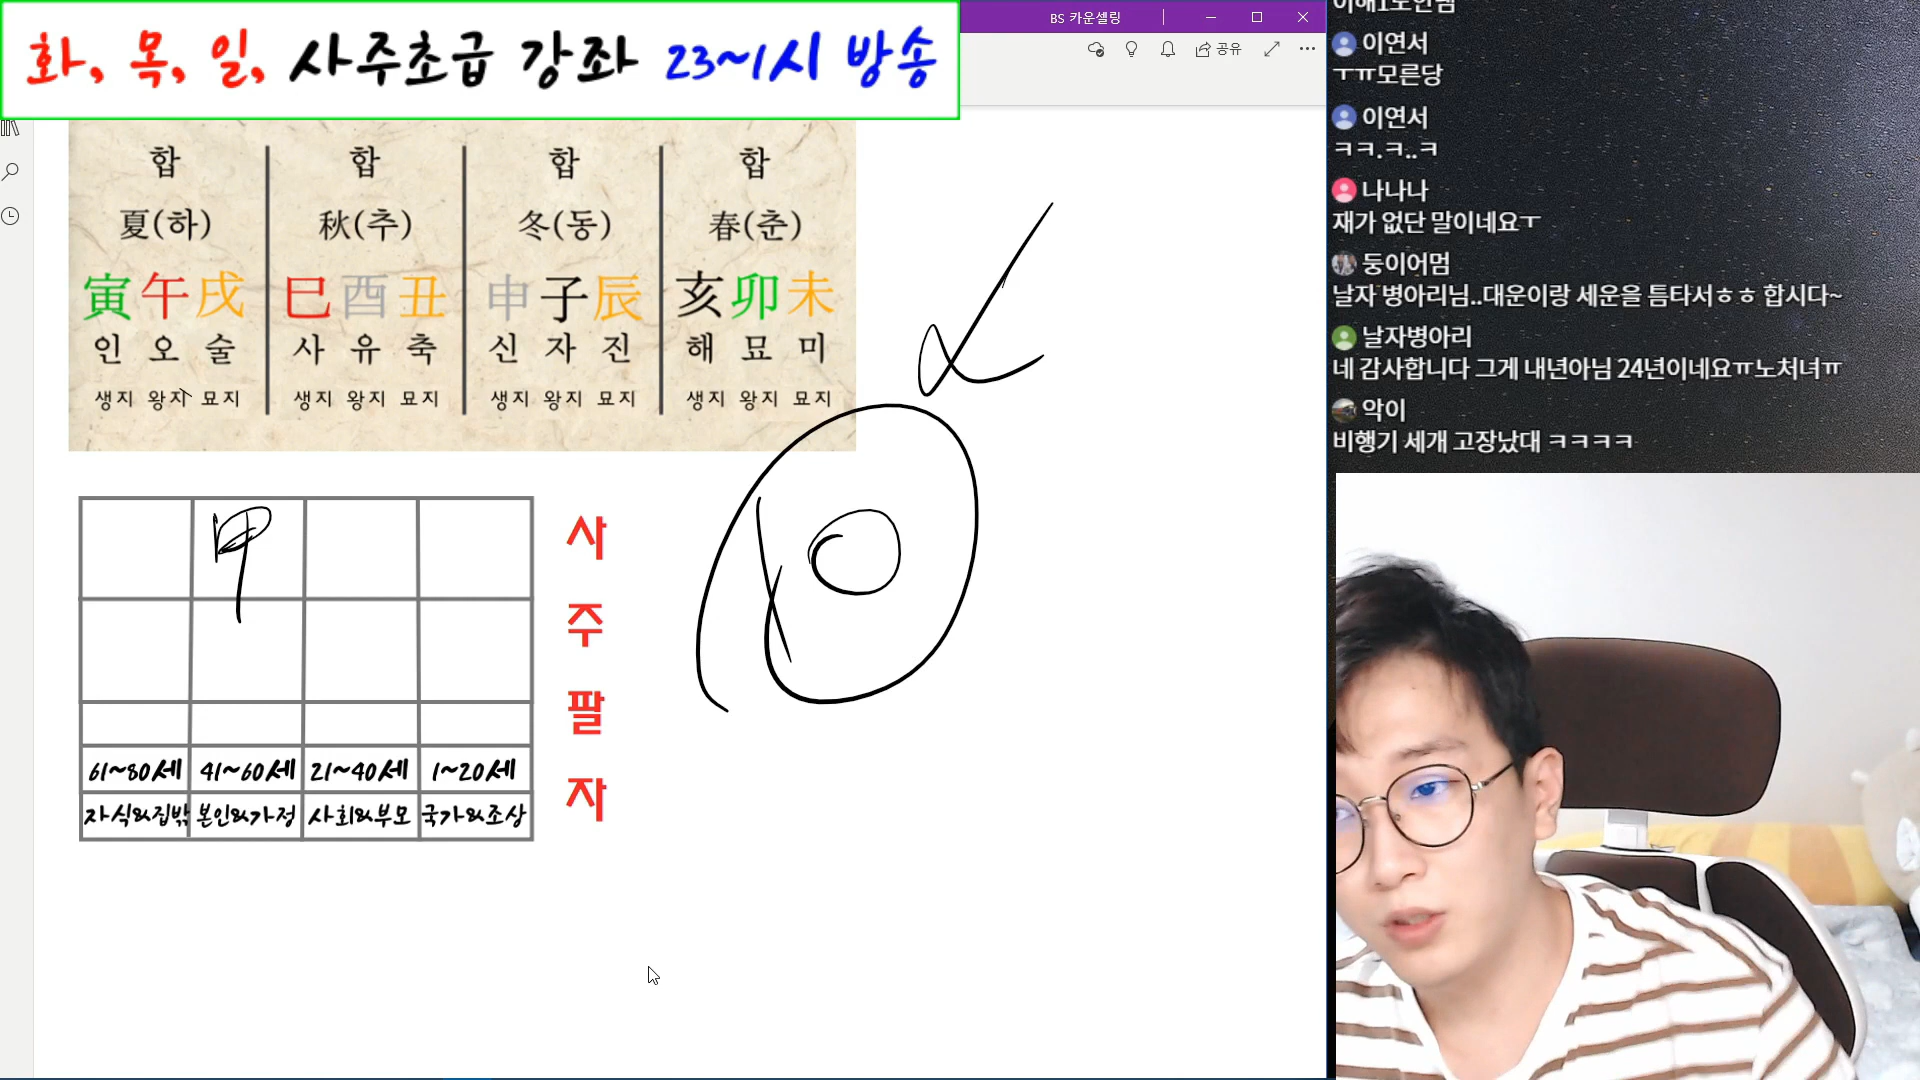 화, 목, 일, 사주초급 강좌 23~1시 방송
BS 카운셀링
공유
합 합 합 합
夏(하) 秋(추) 冬(동) 春(춘)
寅午戌 巳酉丑 申子辰 亥卯未
인 오 술 사 유 축 신 자 진 해 묘 미
생지 왕지 묘지 생지 왕지 묘지 생지 왕지 묘지 생지 왕지 묘지
甲
61~80세 41~60세 21~40세 1~20세
자식&집밖 본인&가정 사회&부모 국가&조상
사
주
팔
자
이연서
ㅜㅠ모른당
이연서
ㅋㅋ.ㅋ..ㅋ
나나나
재가 없단 말이네요ㅜ
둥이어멈
날자 병아리님..대운이랑 세운을 틈타서ㅎㅎ 합시다~
날자병아리
네 감사합니다 그게 내년아님 24년이네요ㅠ노처녀ㅠ
악이
비행기 세개 고장났대 ㅋㅋㅋㅋ